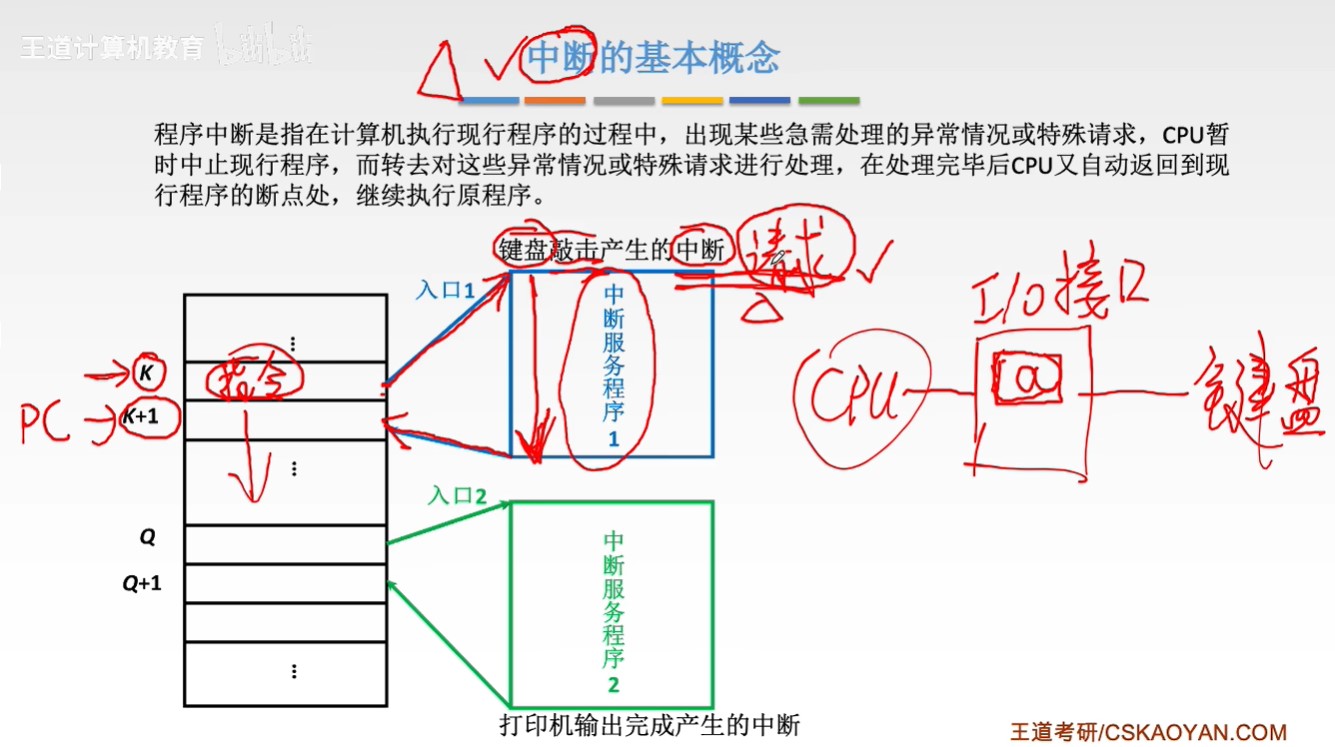 王道计算机教育 bilibili
中断的基本概念
程序中断是指在计算机执行现行程序的过程中，出现某些急需处理的异常情况或特殊请求，CPU暂
时中止现行程序，而转去对这些异常情况或特殊请求进行处理，在处理完毕后CPU又自动返回到现
行程序的断点处，继续执行原程序。
键盘敲击产生的中断 请求
入口1
中断服务程序1
I/O接口
K
指令
PC
K+1
CPU
a
键盘
入口2
中断服务程序2
Q
Q+1
打印机输出完成产生的中断
王道考研/CSKAOYAN.COM